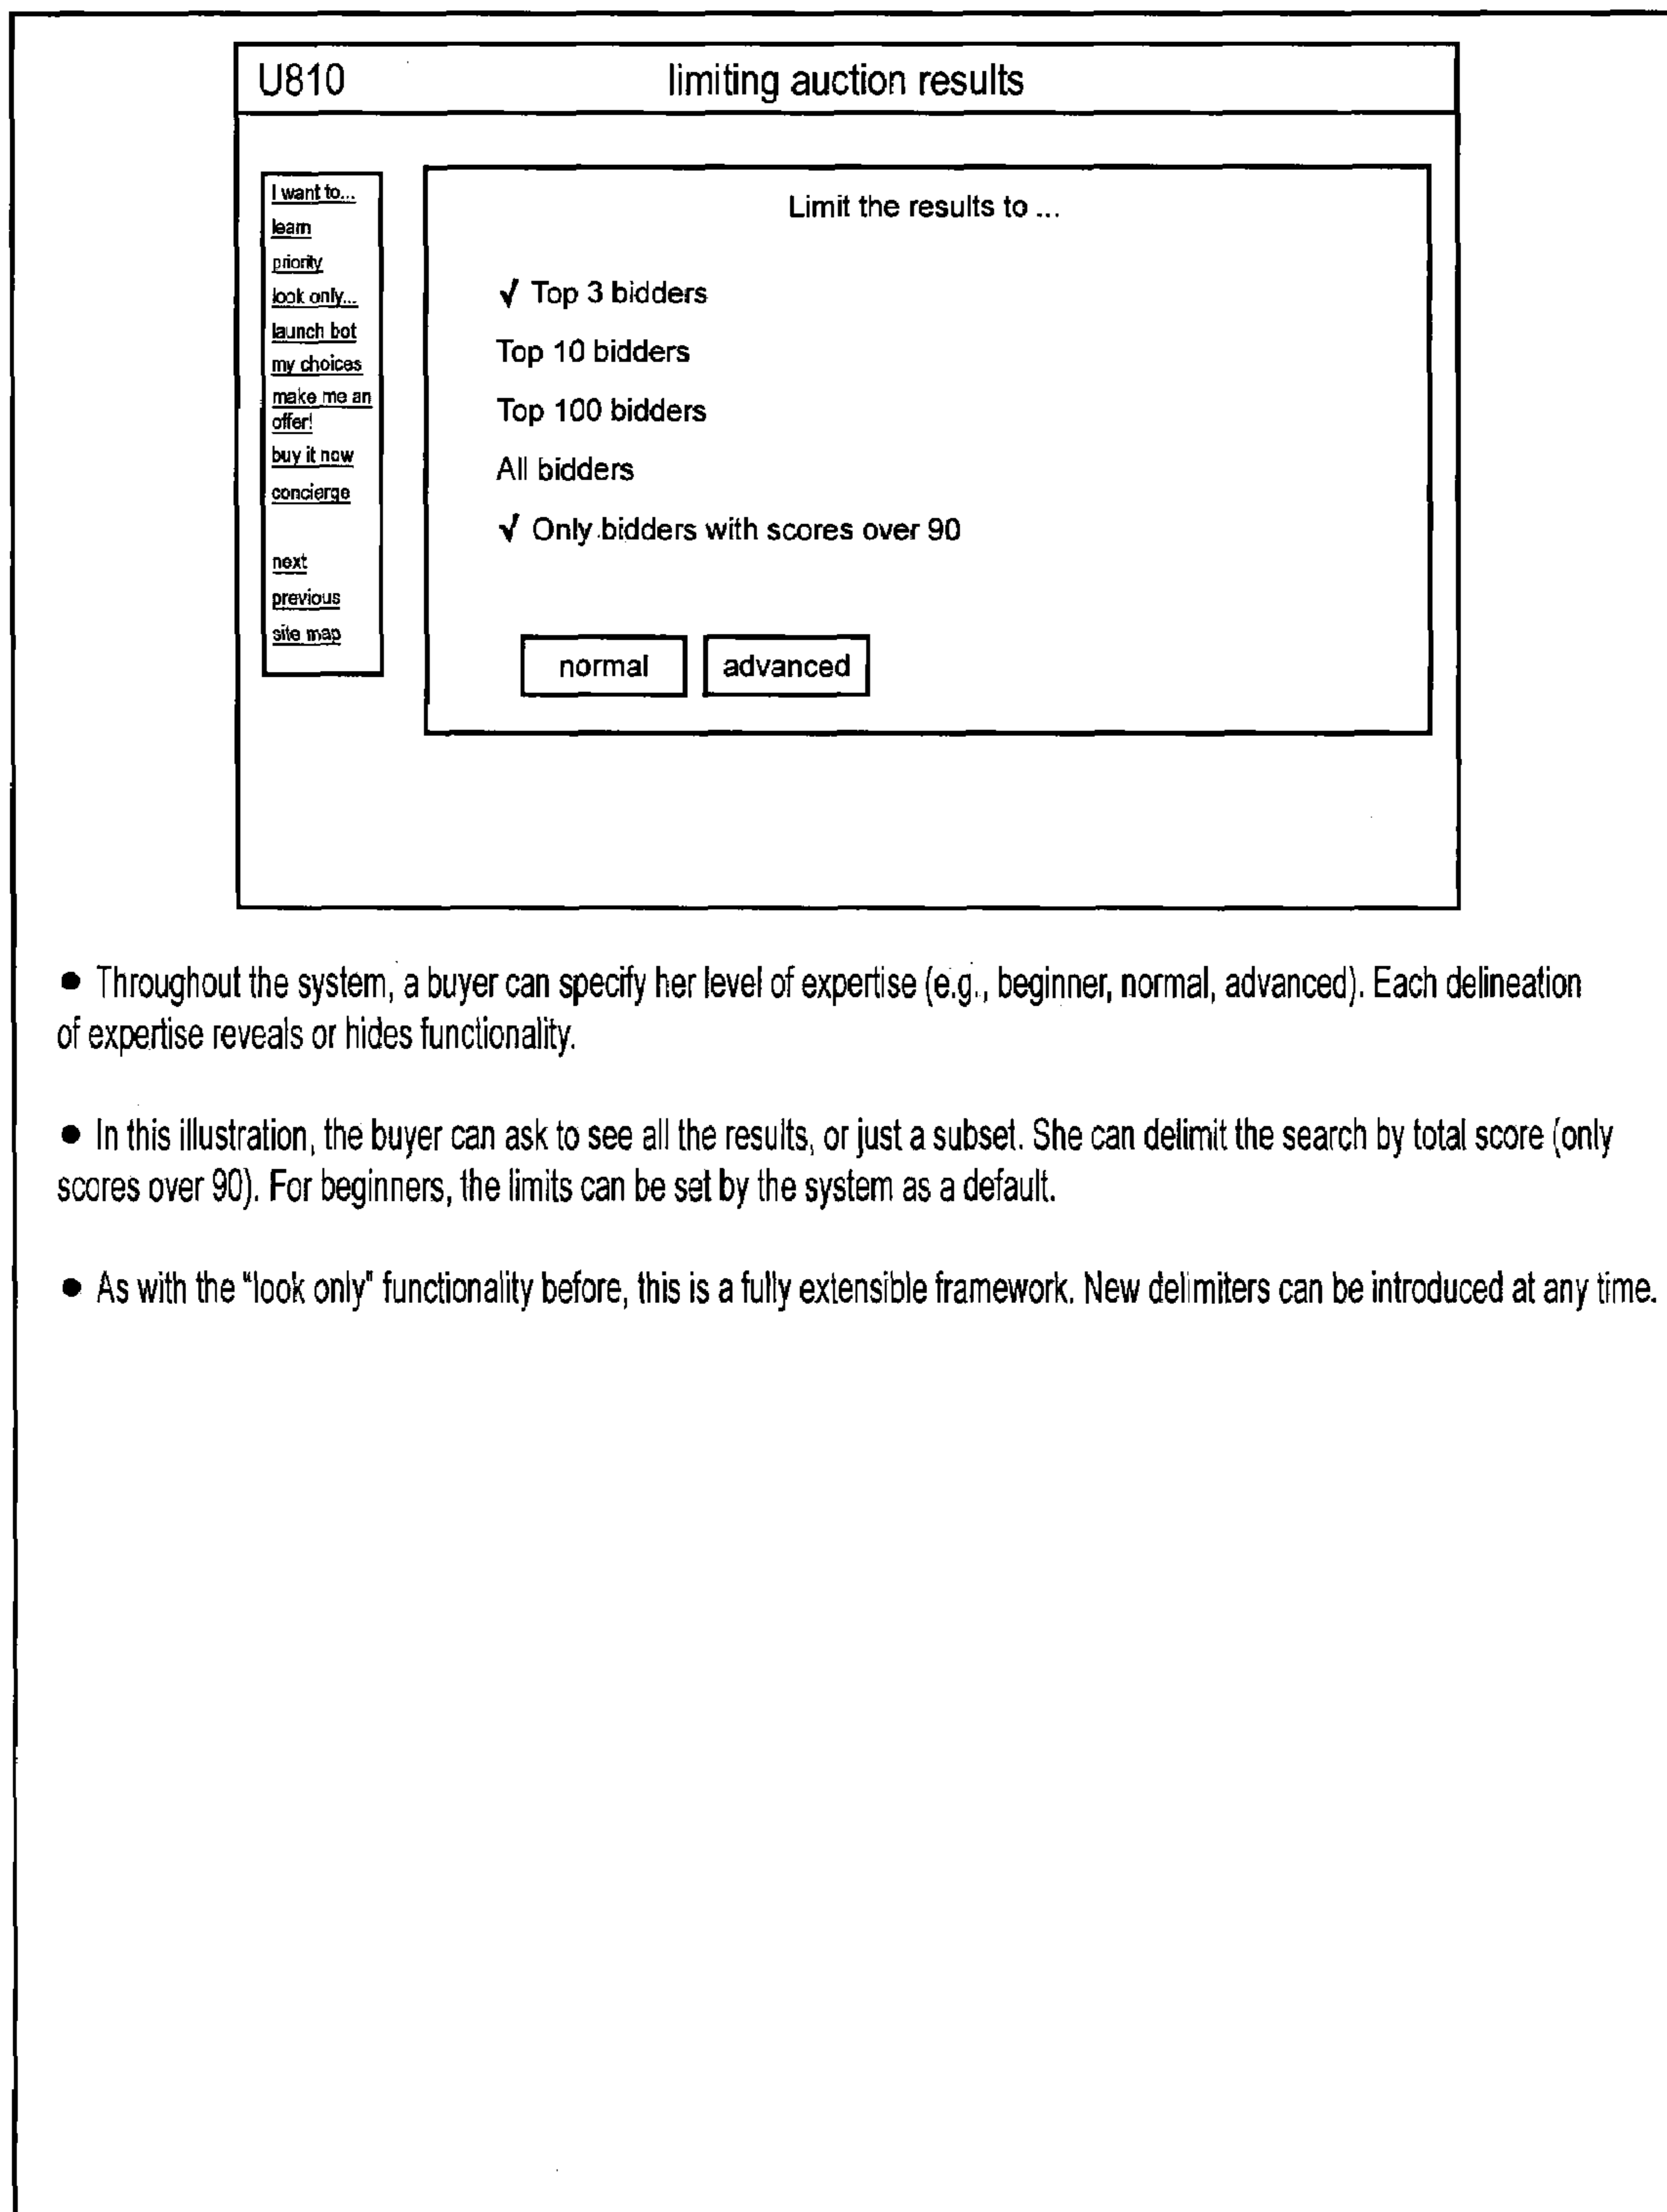 U810
limiting auction results
I want to...
learn
priority
look only...
launch bot
my choices
make me an
offer!
buy it now
concierge
next
previous
site map
Limit the results to ...
√ Top 3 bidders
Top 10 bidders
Top 100 bidders
All bidders
√ Only bidders with scores over 90
normal
advanced
● Throughout the system, a buyer can specify her level of expertise (e.g., beginner, normal, advanced). Each delineation
of expertise reveals or hides functionality.
● In this illustration, the buyer can ask to see all the results, or just a subset. She can delimit the search by total score (only
scores over 90). For beginners, the limits can be set by the system as a default.
● As with the "look only" functionality before, this is a fully extensible framework. New delimiters can be introduced at any time.